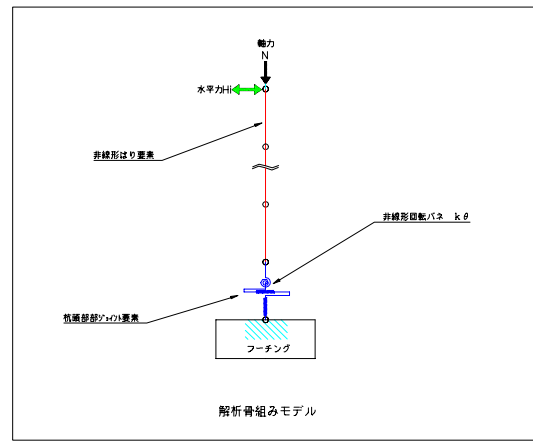 軸力
N
水平力Hi
非線形はり要素
非線形回転バネ kθ
杭頭部部ジョイント要素
フーチング
解析骨組みモデル